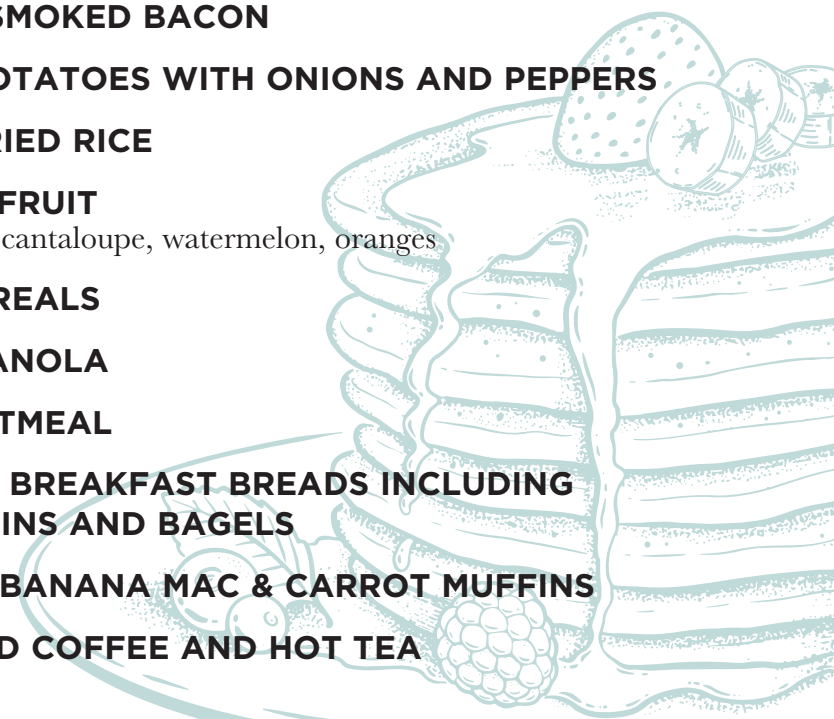 SMOKED BACON
OTATOES WITH ONIONS AND PEPPERS
RIED RICE
FRUIT
cantaloupe, watermelon, oranges
REALS
ANOLA
TMEAL
BREAKFAST BREADS INCLUDING
INS AND BAGELS
BANANA MAC & CARROT MUFFINS
D COFFEE AND HOT TEA